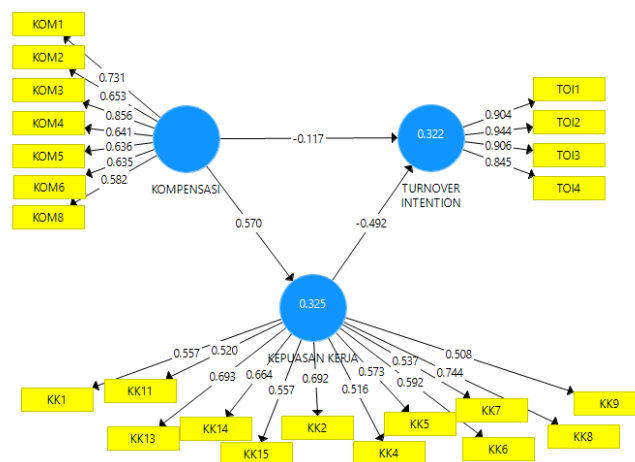 KOM1
KOM2
KOM3
KOM4
KOM5
KOM6
KOM8
0.731
0.653
0.856
0.641
0.636
0.635
0.582
KOMPENSASI
-0.117
0.322
TURNOVER
INTENTION
0.904
0.944
0.906
0.845
TOI1
TOI2
TOI3
TOI4
0.570
-0.492
0.325
KEPUASAN KERJA
0.557
0.520
0.693
0.664
0.557
0.692
0.516
0.573
0.592
0.537
0.744
0.508
KK1
KK11
KK13
KK14
KK15
KK2
KK4
KK5
KK6
KK7
KK8
KK9